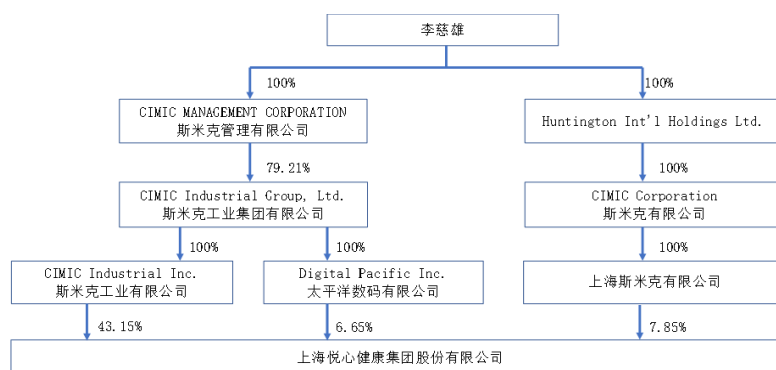 李慈雄
100%
100%
CIMIC MANAGEMENT CORPORATION
斯米克管理有限公司
Huntington Int'l Holdings Ltd.
79.21%
100%
CIMIC Industrial Group, Ltd.
斯米克工业集团有限公司
CIMIC Corporation
斯米克有限公司
100%
100%
100%
CIMIC Industrial Inc.
斯米克工业有限公司
Digital Pacific Inc.
太平洋数码有限公司
上海斯米克有限公司
43.15%
6.65%
7.85%
上海悦心健康集团股份有限公司